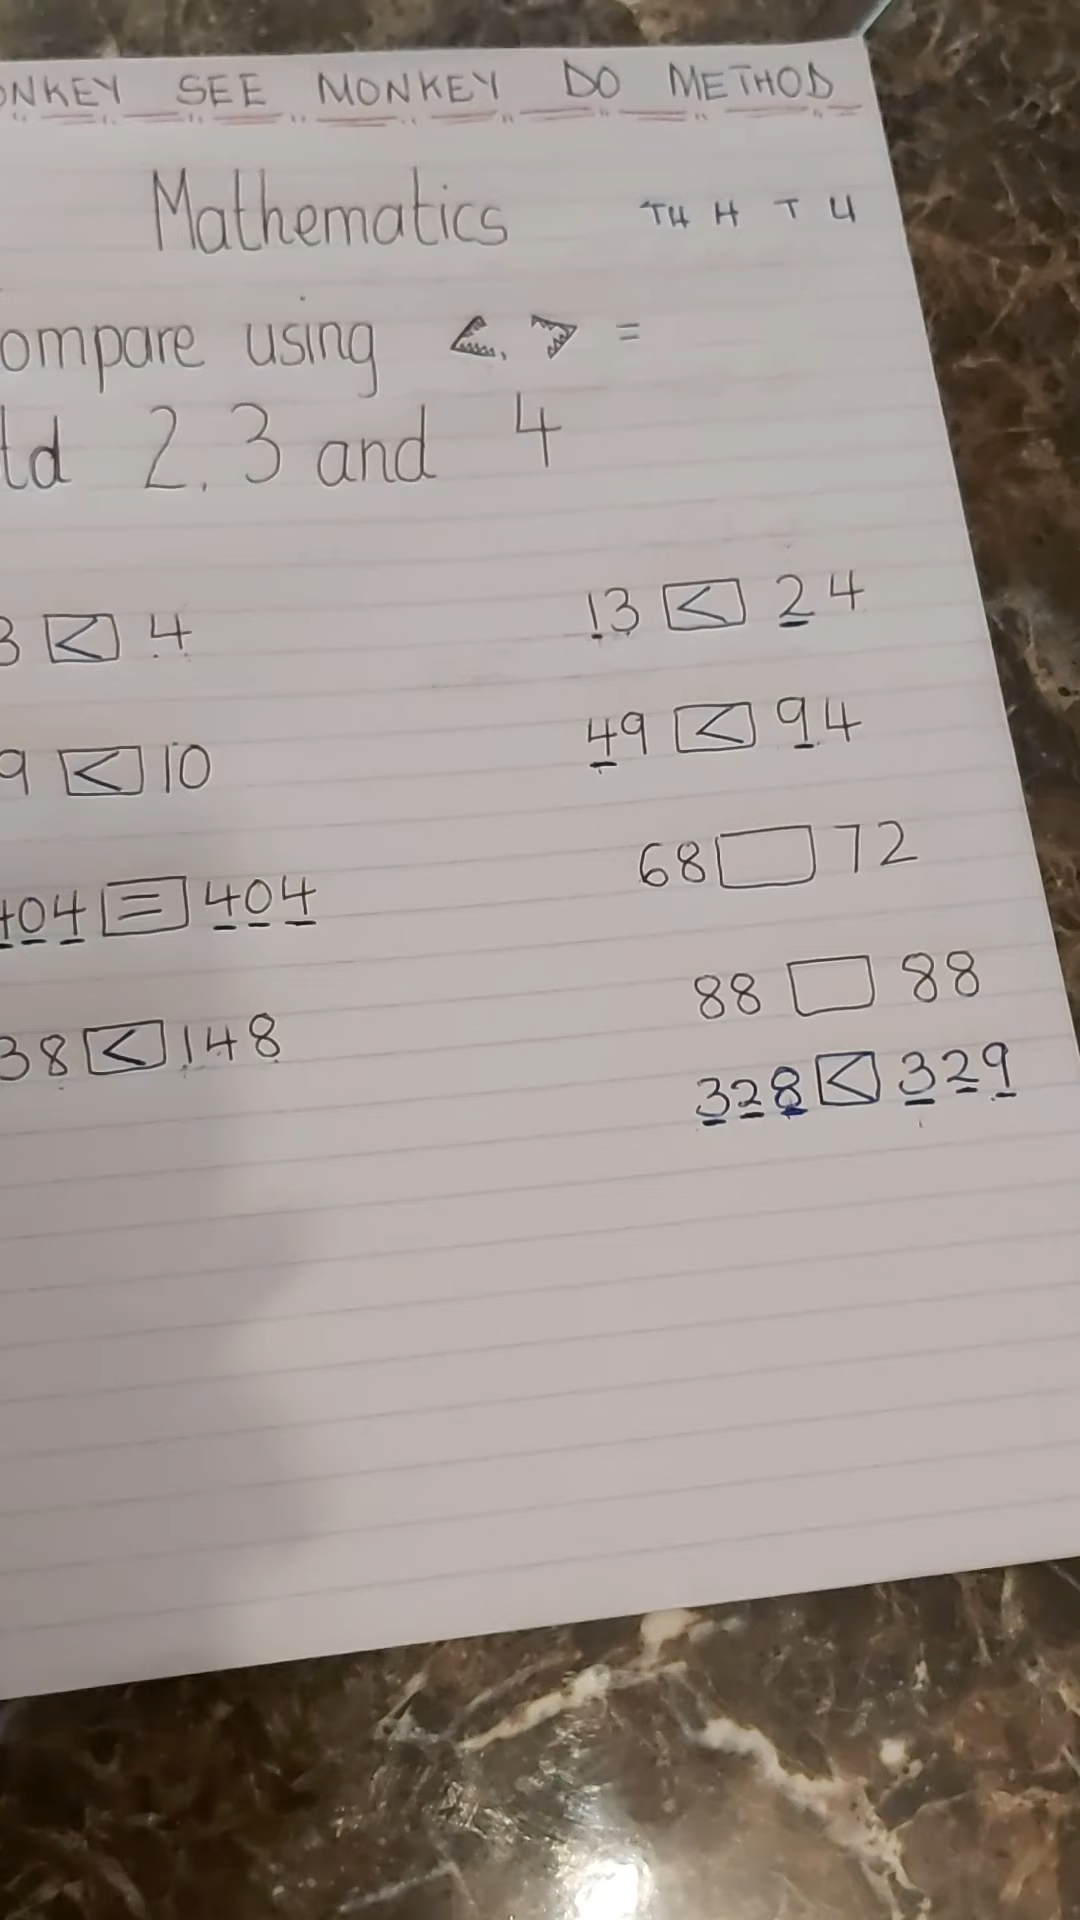 ONKEY SEE MONKEY DO METHOD
Mathematics TH H T U
ompare using <, > =
td 2, 3 and 4
3 < 4
13 < 24
9 < 10
49 < 94
404 = 404
68 72
38 < 148
88 88
328 < 329